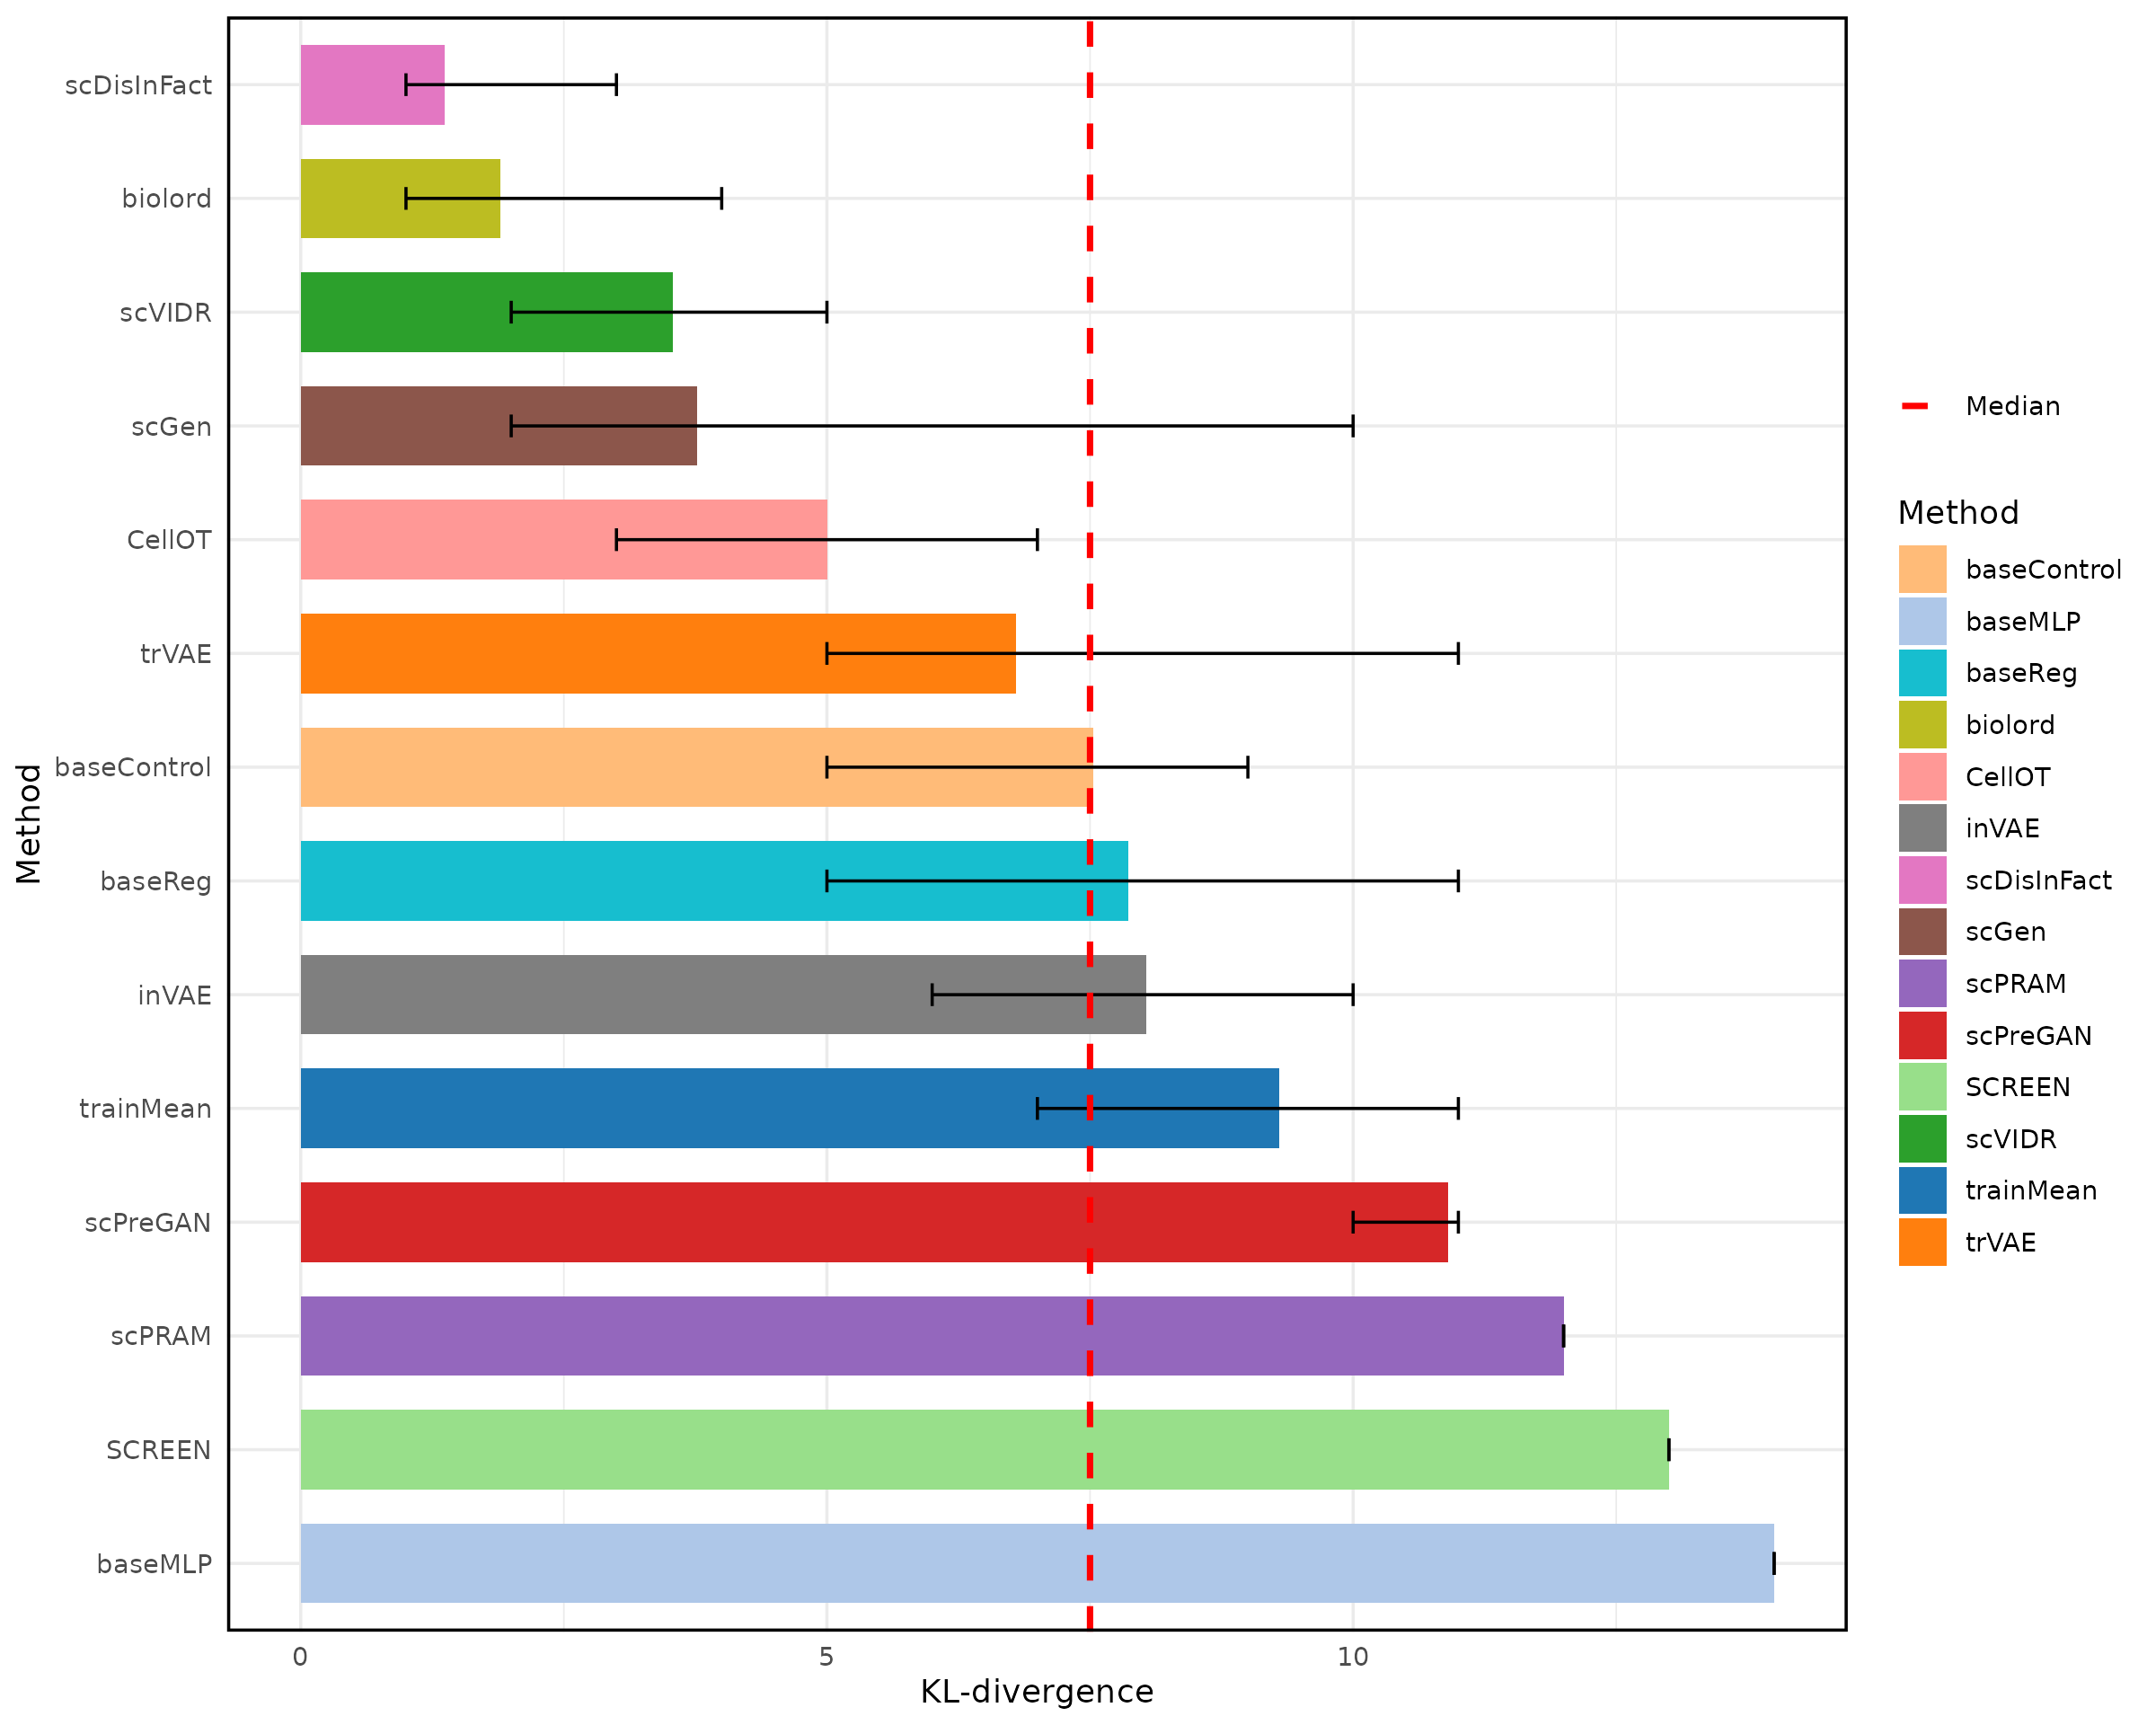 Method
scDisInFact
biolord
scVIDR
scGen
CellOT
trVAE
baseControl
baseReg
inVAE
trainMean
scPreGAN
scPRAM
SCREEN
baseMLP
0 5 10
KL-divergence
Median
Method
baseControl
baseMLP
baseReg
biolord
CellOT
inVAE
scDisInFact
scGen
scPRAM
scPreGAN
SCREEN
scVIDR
trainMean
trVAE